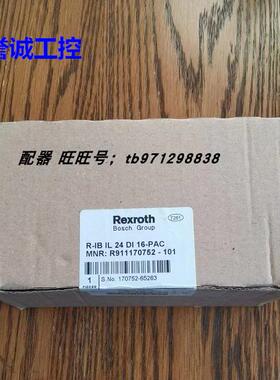 誉诚工控
配器 旺旺号；tb971298838
Rexroth
Bosch Group
7261
R-IB IL 24 DI 16-PAC
MNR: R911170752 - 101
1
S.No. 170752-65263